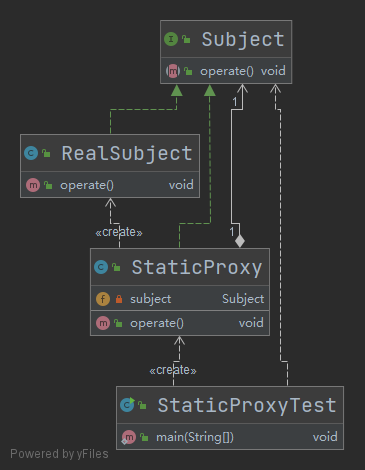 I Subject
m operate() void
1
C RealSubject
m operate() void
«create»
1
C StaticProxy
f subject Subject
m operate() void
«create»
C StaticProxyTest
m main(String[]) void
Powered by yFiles